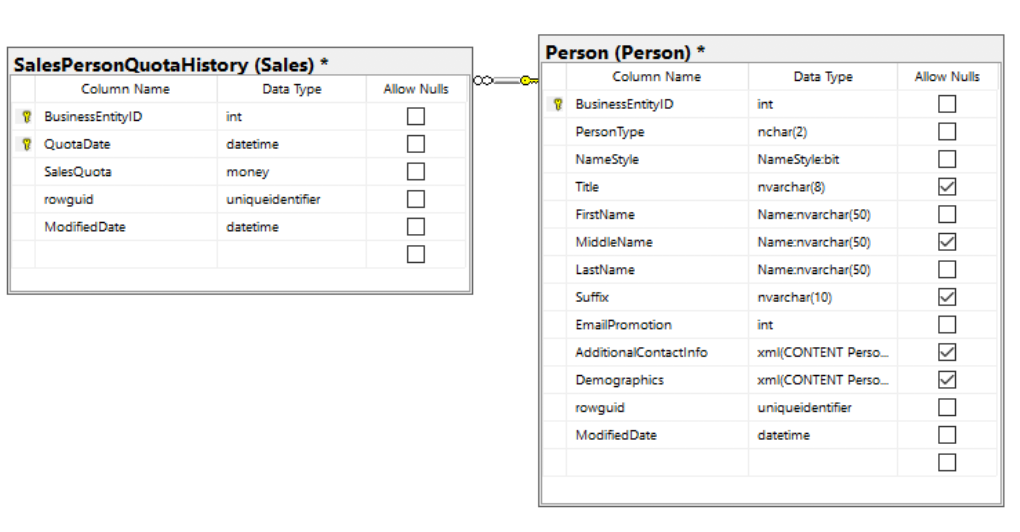 SalesPersonQuotaHistory (Sales) *
Column Name Data Type Allow Nulls
BusinessEntityID int
QuotaDate datetime
SalesQuota money
rowguid uniqueidentifier
ModifiedDate datetime
Person (Person) *
Column Name Data Type Allow Nulls
BusinessEntityID int
PersonType nchar(2)
NameStyle NameStyle:bit
Title nvarchar(8)
FirstName Name:nvarchar(50)
MiddleName Name:nvarchar(50)
LastName Name:nvarchar(50)
Suffix nvarchar(10)
EmailPromotion int
AdditionalContactInfo xml(CONTENT Perso...
Demographics xml(CONTENT Perso...
rowguid uniqueidentifier
ModifiedDate datetime